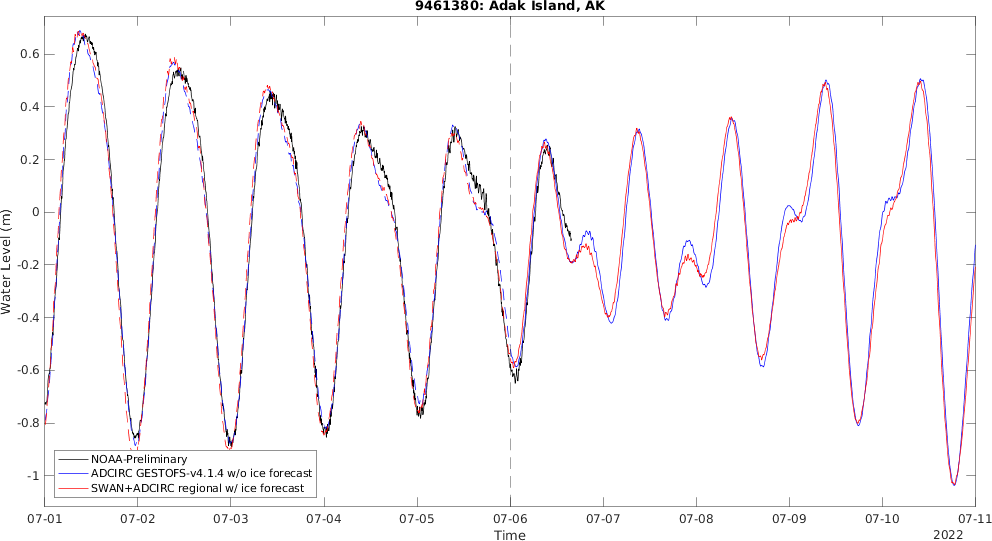 9461380: Adak Island, AK
Water Level (m)
0.6
0.4
0.2
0
-0.2
-0.4
-0.6
-0.8
-1
NOAA-Preliminary
ADCIRC GESTOFS-v4.1.4 w/o ice forecast
SWAN+ADCIRC regional w/ ice forecast
07-01 07-02 07-03 07-04 07-05 07-06 07-07 07-08 07-09 07-10 07-11
Time
2022